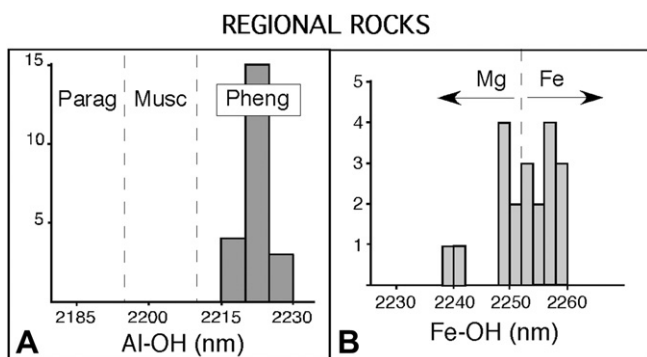 REGIONAL ROCKS
15
10
5
Parag
Musc
Pheng
2185
2200
2215
2230
A
Al-OH (nm)
5
4
3
2
1
Mg
Fe
2230
2240
2250
2260
B
Fe-OH (nm)